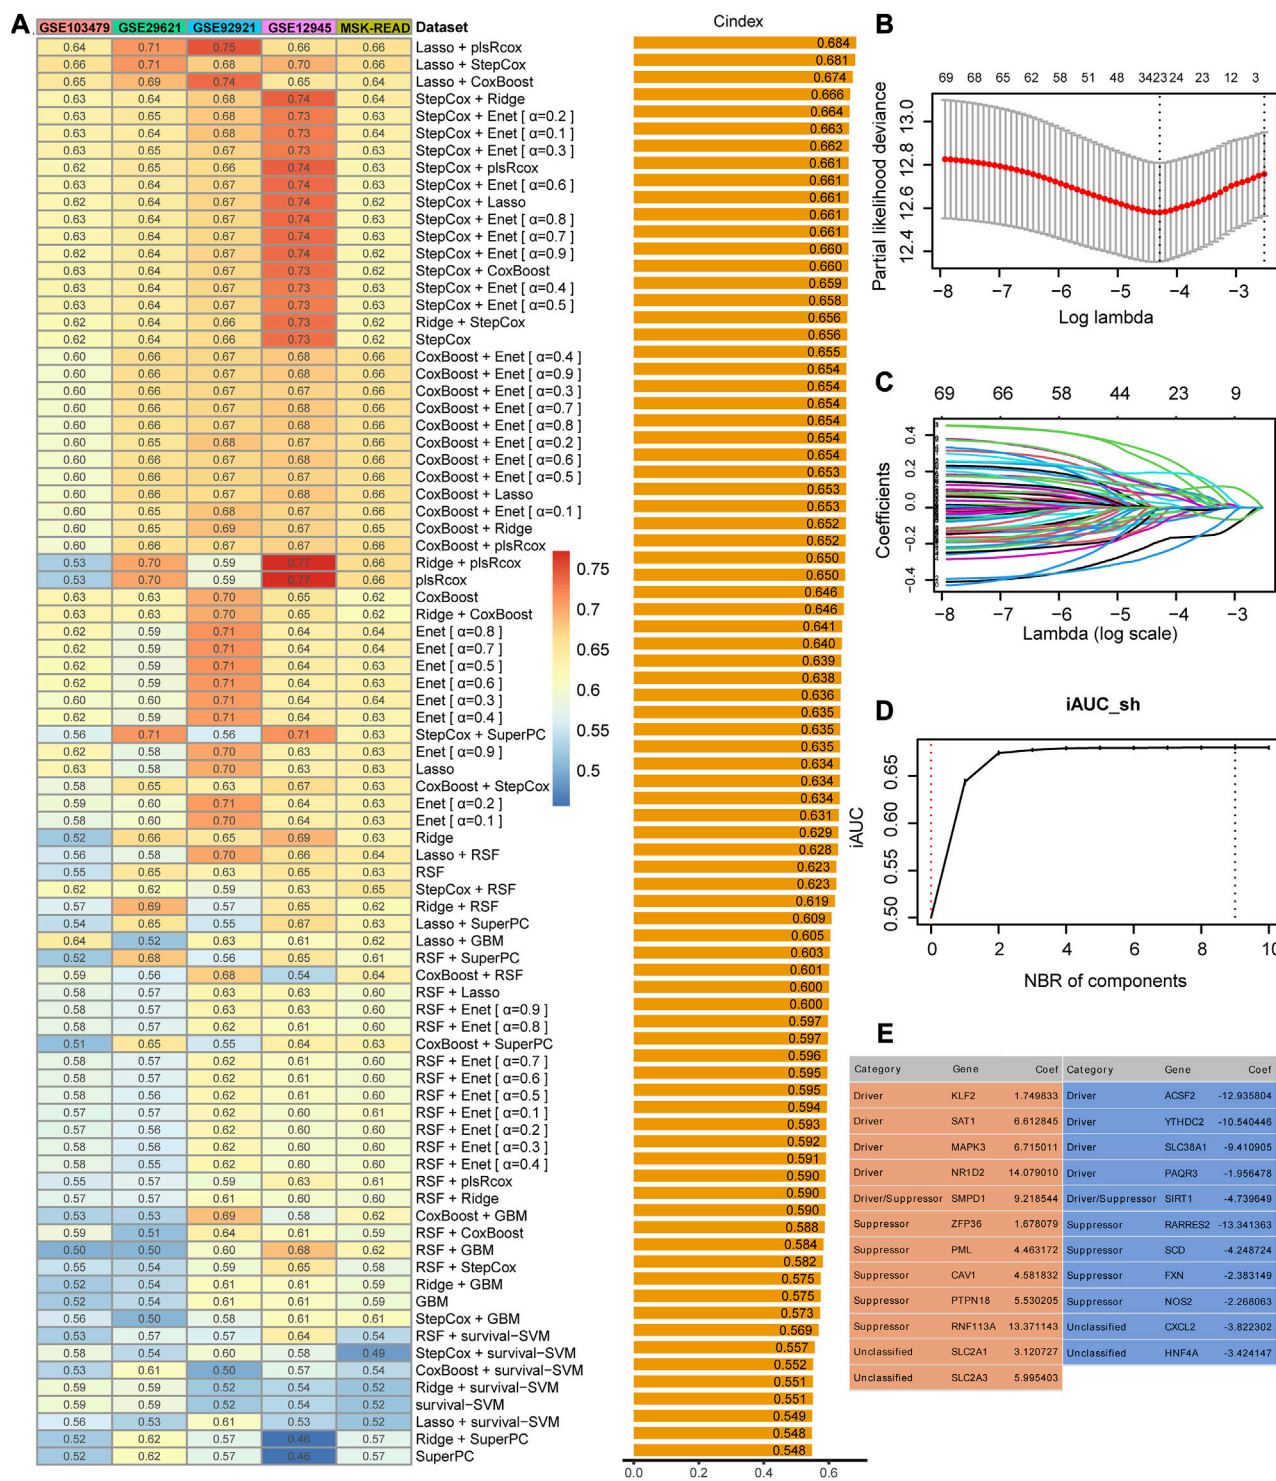 A
GSE103479 GSE29621 GSE92921 GSE12945 MSK-READ Dataset
0.64 0.71 0.75 0.66 0.66 Lasso + plsRcox
0.66 0.71 0.68 0.70 0.66 Lasso + StepCox
0.65 0.69 0.74 0.65 0.64 Lasso + CoxBoost
0.63 0.64 0.68 0.74 0.64 StepCox + Ridge
0.63 0.65 0.68 0.73 0.63 StepCox + Enet [ α=0.2 ]
0.63 0.64 0.68 0.73 0.64 StepCox + Enet [ α=0.1 ]
0.63 0.65 0.67 0.73 0.63 StepCox + Enet [ α=0.3 ]
0.62 0.65 0.66 0.74 0.63 StepCox + plsRcox
0.63 0.64 0.67 0.74 0.63 StepCox + Enet [ α=0.6 ]
0.62 0.64 0.67 0.74 0.62 StepCox + Lasso
0.63 0.64 0.67 0.74 0.63 StepCox + Enet [ α=0.8 ]
0.63 0.64 0.67 0.74 0.63 StepCox + Enet [ α=0.7 ]
0.62 0.64 0.67 0.74 0.62 StepCox + Enet [ α=0.9 ]
0.63 0.64 0.67 0.73 0.62 StepCox + CoxBoost
0.63 0.64 0.67 0.73 0.63 StepCox + Enet [ α=0.4 ]
0.63 0.64 0.67 0.73 0.63 StepCox + Enet [ α=0.5 ]
0.62 0.64 0.66 0.73 0.62 Ridge + StepCox
0.62 0.64 0.66 0.73 0.62 StepCox
0.60 0.66 0.67 0.68 0.66 CoxBoost + Enet [ α=0.4 ]
0.60 0.66 0.67 0.68 0.66 CoxBoost + Enet [ α=0.9 ]
0.60 0.66 0.67 0.67 0.66 CoxBoost + Enet [ α=0.3 ]
0.60 0.66 0.67 0.68 0.66 CoxBoost + Enet [ α=0.7 ]
0.60 0.66 0.67 0.68 0.66 CoxBoost + Enet [ α=0.8 ]
0.60 0.65 0.68 0.67 0.66 CoxBoost + Enet [ α=0.2 ]
0.60 0.66 0.67 0.68 0.66 CoxBoost + Enet [ α=0.6 ]
0.60 0.66 0.67 0.67 0.66 CoxBoost + Enet [ α=0.5 ]
0.60 0.66 0.67 0.68 0.66 CoxBoost + Lasso
0.60 0.65 0.68 0.67 0.66 CoxBoost + Enet [ α=0.1 ]
0.60 0.65 0.69 0.67 0.65 CoxBoost + Ridge
0.60 0.66 0.67 0.67 0.66 CoxBoost + plsRcox
0.53 0.70 0.59 0.77 0.66 Ridge + plsRcox
0.53 0.70 0.59 0.77 0.66 plsRcox
0.63 0.63 0.70 0.65 0.62 CoxBoost
0.63 0.63 0.70 0.65 0.62 Ridge + CoxBoost
0.62 0.59 0.71 0.64 0.64 Enet [ α=0.8 ]
0.62 0.59 0.71 0.64 0.64 Enet [ α=0.7 ]
0.62 0.59 0.71 0.64 0.63 Enet [ α=0.5 ]
0.62 0.59 0.71 0.64 0.63 Enet [ α=0.6 ]
0.60 0.60 0.71 0.64 0.64 Enet [ α=0.3 ]
0.62 0.59 0.71 0.64 0.63 Enet [ α=0.4 ]
0.56 0.71 0.56 0.71 0.63 StepCox + SuperPC
0.62 0.58 0.70 0.63 0.63 Enet [ α=0.9 ]
0.63 0.58 0.70 0.63 0.63 Lasso
0.58 0.65 0.63 0.67 0.63 CoxBoost + StepCox
0.59 0.60 0.71 0.64 0.63 Enet [ α=0.2 ]
0.58 0.60 0.70 0.64 0.63 Enet [ α=0.1 ]
0.52 0.66 0.65 0.69 0.63 Ridge
0.56 0.58 0.70 0.66 0.64 Lasso + RSF
0.55 0.65 0.63 0.65 0.63 RSF
0.62 0.62 0.59 0.63 0.65 StepCox + RSF
0.57 0.69 0.57 0.65 0.62 Ridge + RSF
0.54 0.65 0.55 0.67 0.63 Lasso + SuperPC
0.64 0.52 0.63 0.61 0.62 Lasso + GBM
0.52 0.68 0.56 0.65 0.61 RSF + SuperPC
0.59 0.56 0.68 0.54 0.64 CoxBoost + RSF
0.58 0.57 0.63 0.63 0.60 RSF + Lasso
0.58 0.57 0.63 0.63 0.60 RSF + Enet [ α=0.9 ]
0.58 0.57 0.62 0.61 0.60 RSF + Enet [ α=0.8 ]
0.51 0.65 0.55 0.64 0.63 CoxBoost + SuperPC
0.58 0.57 0.62 0.61 0.60 RSF + Enet [ α=0.7 ]
0.58 0.57 0.62 0.61 0.60 RSF + Enet [ α=0.6 ]
0.58 0.56 0.62 0.61 0.60 RSF + Enet [ α=0.5 ]
0.57 0.57 0.62 0.60 0.61 RSF + Enet [ α=0.1 ]
0.57 0.56 0.62 0.60 0.60 RSF + Enet [ α=0.2 ]
0.58 0.56 0.62 0.60 0.60 RSF + Enet [ α=0.3 ]
0.58 0.55 0.62 0.60 0.60 RSF + Enet [ α=0.4 ]
0.55 0.57 0.59 0.63 0.61 RSF + plsRcox
0.57 0.57 0.61 0.60 0.60 RSF + Ridge
0.53 0.53 0.69 0.58 0.62 CoxBoost + GBM
0.59 0.51 0.64 0.61 0.61 RSF + CoxBoost
0.50 0.50 0.60 0.68 0.62 RSF + GBM
0.55 0.54 0.59 0.65 0.58 RSF + StepCox
0.52 0.54 0.61 0.61 0.59 Ridge + GBM
0.52 0.54 0.61 0.61 0.59 GBM
0.56 0.50 0.58 0.61 0.61 StepCox + GBM
0.53 0.57 0.57 0.64 0.54 RSF + survival−SVM
0.58 0.54 0.60 0.58 0.49 StepCox + survival−SVM
0.53 0.61 0.50 0.57 0.54 CoxBoost + survival−SVM
0.59 0.59 0.52 0.54 0.52 Ridge + survival−SVM
0.59 0.59 0.52 0.54 0.52 survival−SVM
0.56 0.53 0.61 0.53 0.52 Lasso + survival−SVM
0.52 0.62 0.57 0.46 0.57 Ridge + SuperPC
0.52 0.62 0.57 0.46 0.57 SuperPC
0.75
0.7
0.65
0.6
0.55
0.5
Cindex
0.684
0.681
0.674
0.666
0.664
0.663
0.662
0.661
0.661
0.661
0.661
0.661
0.660
0.660
0.659
0.658
0.656
0.656
0.655
0.654
0.654
0.654
0.654
0.654
0.654
0.653
0.653
0.653
0.652
0.652
0.650
0.650
0.646
0.646
0.641
0.640
0.639
0.638
0.636
0.635
0.635
0.635
0.634
0.634
0.634
0.631
0.629
0.628
0.623
0.623
0.619
0.609
0.605
0.603
0.601
0.600
0.600
0.597
0.597
0.596
0.595
0.595
0.594
0.593
0.592
0.591
0.590
0.590
0.590
0.588
0.584
0.582
0.575
0.575
0.573
0.569
0.557
0.552
0.551
0.551
0.549
0.548
0.548
0.0 0.2 0.4 0.6
B
69 68 65 62 58 51 48 34 23 24 23 12 3
Partial likelihood deviance
13.0
12.8
12.6
12.4
−8 −7 −6 −5 −4 −3
Log lambda
C
69 66 58 44 23 9
Coefficients
0.4
0.2
0.0
−0.2
−0.4
−8 −7 −6 −5 −4 −3
Lambda (log scale)
D
iAUC_sh
iAUC
0.65
0.60
0.55
0.50
0 2 4 6 8 10
NBR of components
E
Category Gene Coef Category Gene Coef
Driver KLF2 1.749833 Driver ACSF2 -12.935804
Driver SAT1 6.612845 Driver YTHDC2 -10.540446
Driver MAPK3 6.715011 Driver SLC38A1 -9.410905
Driver NR1D2 14.079010 Driver PAQR3 -1.956478
Driver/Suppressor SMPD1 9.218544 Driver/Suppressor SIRT1 -4.739649
Suppressor ZFP36 1.678079 Suppressor RARRES2 -13.341363
Suppressor PML 4.463172 Suppressor SCD -4.248724
Suppressor CAV1 4.581832 Suppressor FXN -2.383149
Suppressor PTPN18 5.530205 Suppressor NOS2 -2.268063
Suppressor RNF113A 13.371143 Unclassified CXCL2 -3.822302
Unclassified SLC2A1 3.120727 Unclassified HNF4A -3.424147
Unclassified SLC2A3 5.995403